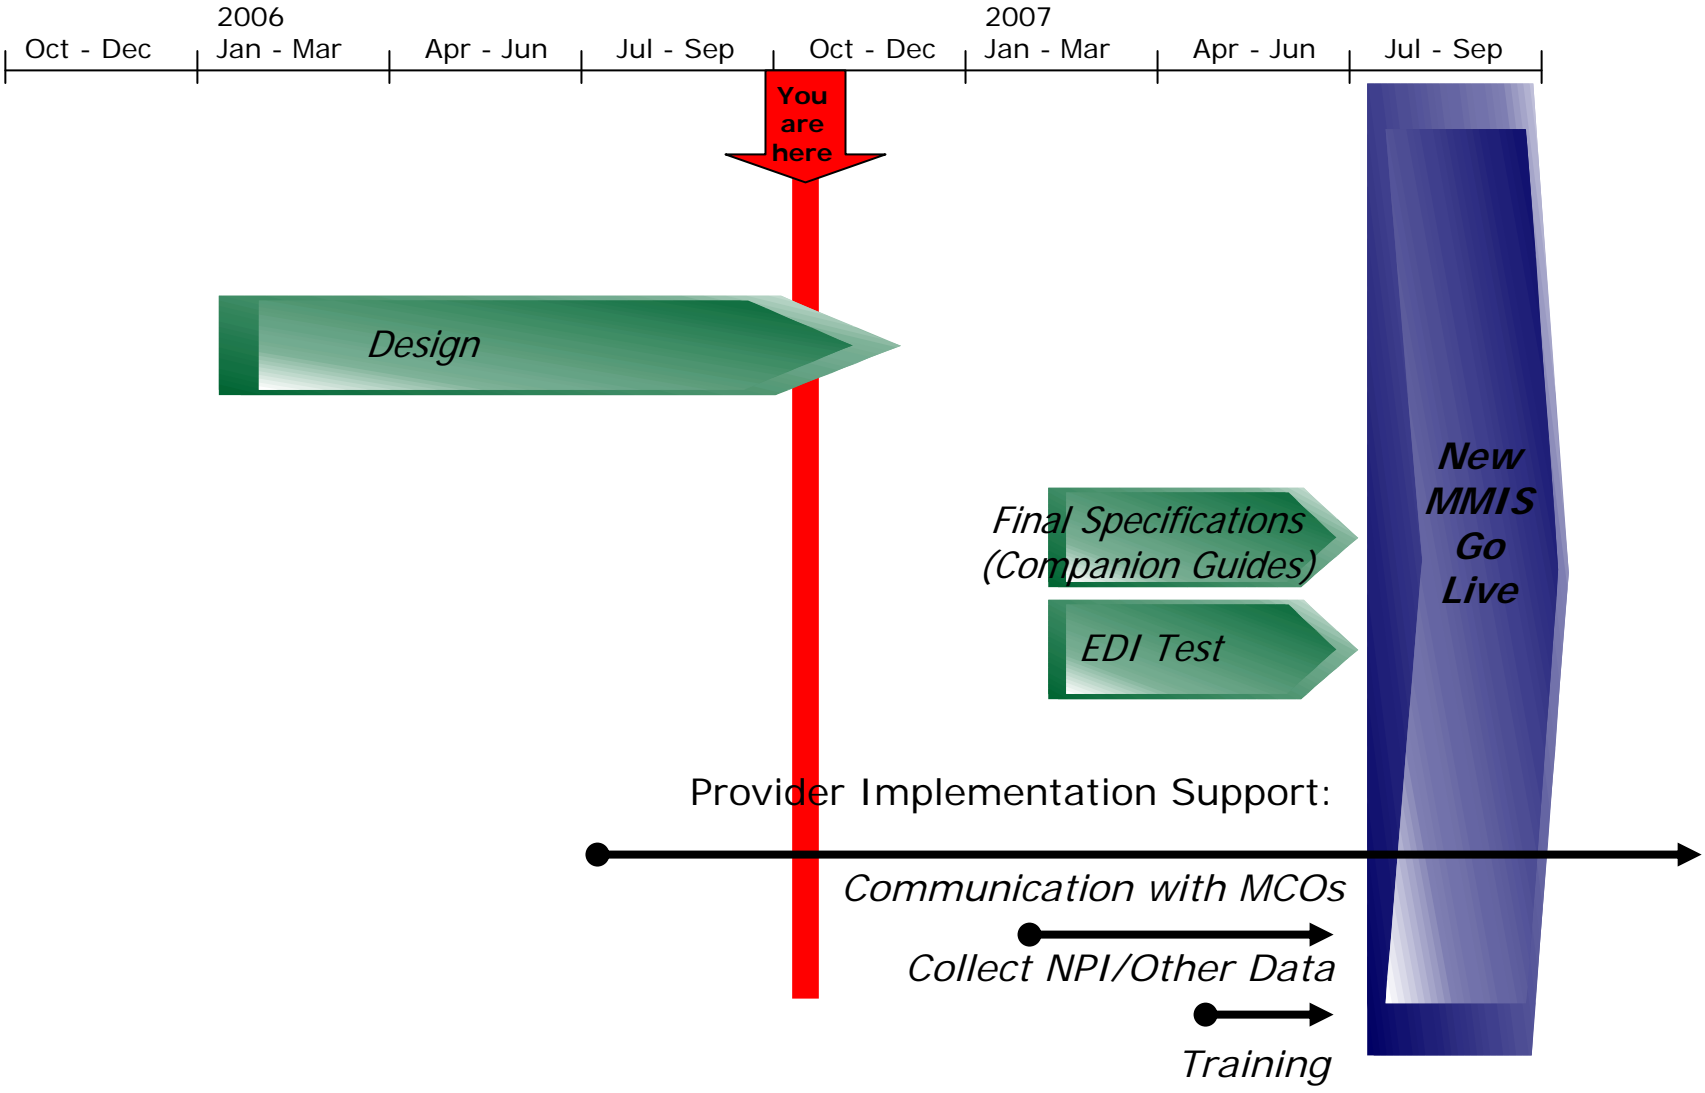 2006
2007
Oct - Dec
Jan - Mar
Apr - Jun
Jul - Sep
Oct - Dec
Jan - Mar
Apr - Jun
Jul - Sep
You
are
here
Design
New
MMIS
Go
Live
Final Specifications
(Companion Guides)
EDI Test
Provider Implementation Support:
Communication with MCOs
Collect NPI/Other Data
Training